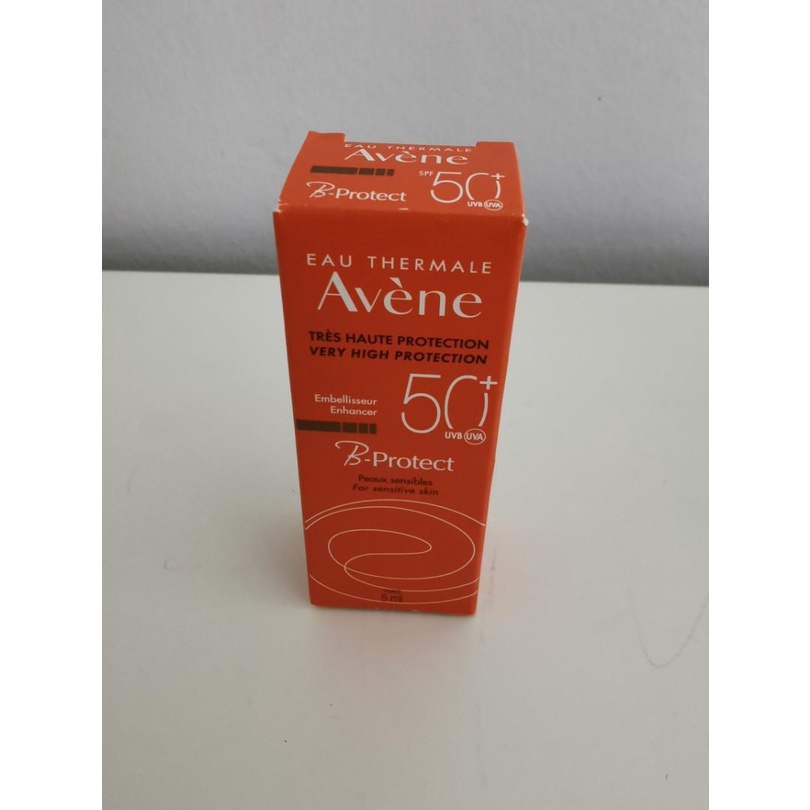 EAU THERMALE
Avène
SPF 50+
B-Protect
UVB UVA
EAU THERMALE
Avène
TRÈS HAUTE PROTECTION
VERY HIGH PROTECTION
Embellisseur
Enhancer
50+
UVB UVA
B-Protect
Peaux sensibles
For sensitive skin
5 ml